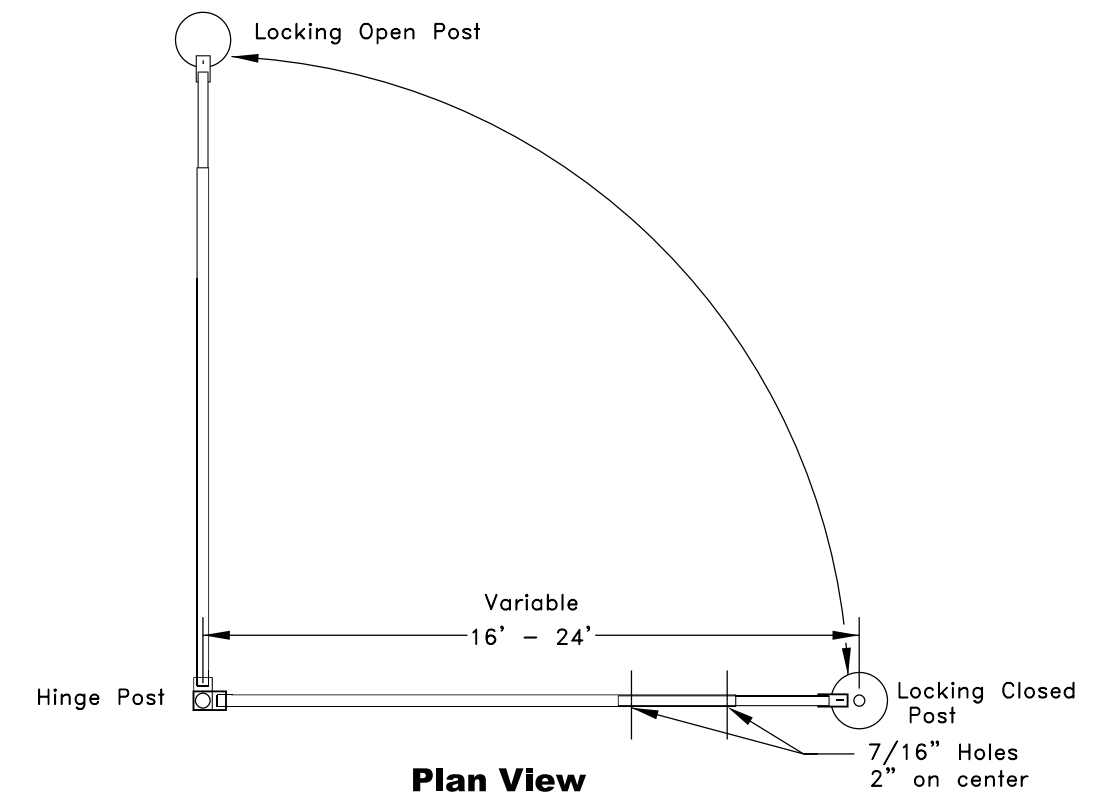 Locking Open Post
Variable
16' - 24'
Hinge Post
Locking Closed
Post
7/16" Holes
2" on center
Plan View